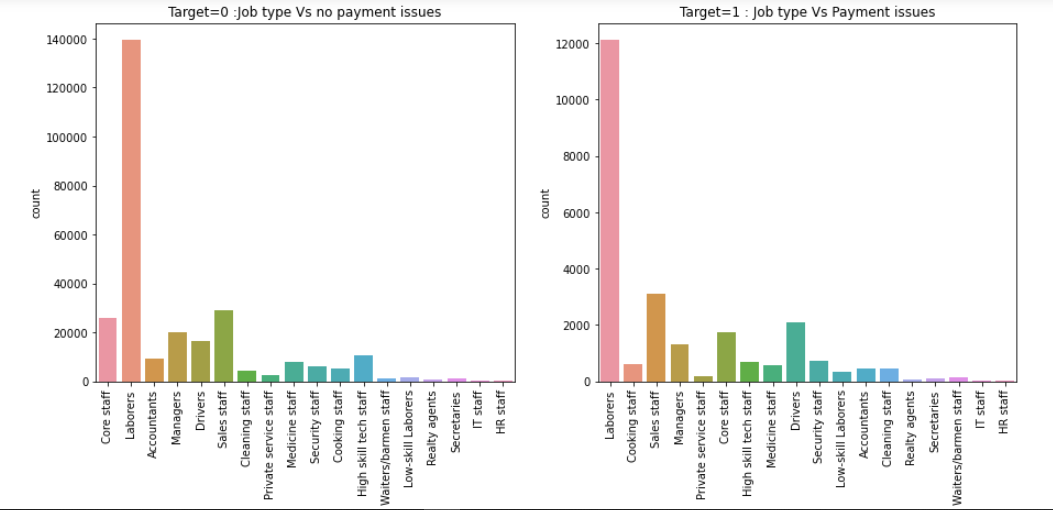 Target=0 :Job type Vs no payment issues
140000
120000
100000
80000
60000
40000
20000
0
count
Core staff
Laborers
Accountants
Managers
Drivers
Sales staff
Cleaning staff
Private service staff
Medicine staff
Security staff
Cooking staff
High skill tech staff
Waiters/barmen staff
Low-skill Laborers
Realty agents
Secretaries
IT staff
HR staff
Target=1 : Job type Vs Payment issues
12000
10000
8000
6000
4000
2000
0
count
Laborers
Cooking staff
Sales staff
Managers
Private service staff
Core staff
High skill tech staff
Medicine staff
Drivers
Security staff
Low-skill Laborers
Accountants
Cleaning staff
Realty agents
Secretaries
Waiters/barmen staff
IT staff
HR staff